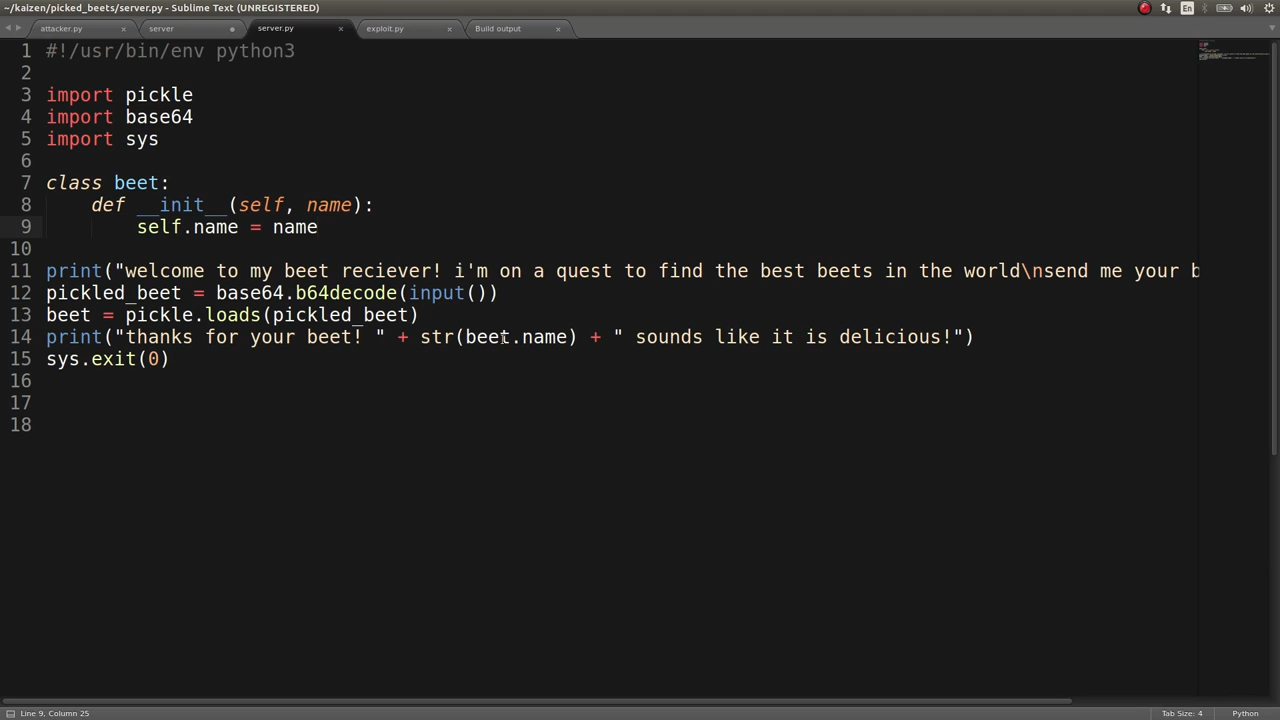 ~/kaizen/picked_beets/server.py - Sublime Text (UNREGISTERED)
En
attacker.py
server
server.py
exploit.py
Build output
1 #!/usr/bin/env python3
2
3 import pickle
4 import base64
5 import sys
6
7 class beet:
8 def __init__(self, name):
9 self.name = name
10
11 print("welcome to my beet reciever! i'm on a quest to find the best beets in the world\nsend me your b
12 pickled_beet = base64.b64decode(input())
13 beet = pickle.loads(pickled_beet)
14 print("thanks for your beet! " + str(beet.name) + " sounds like it is delicious!")
15 sys.exit(0)
16
17
18
Line 9, Column 25
Tab Size: 4
Python